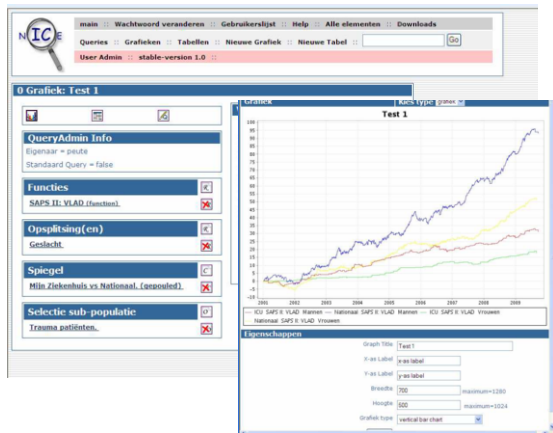 NICE
main :: Wachtwoord veranderen :: Gebruikerslijst :: Help :: Alle elementen :: Downloads
Queries :: Grafieken :: Tabellen :: Nieuwe Grafiek :: Nieuwe Tabel :: Go
User Admin :: stable-version 1.0 ::
0 Grafiek: Test 1
QueryAdmin Info
Eigenaar = peute
Standaard Query = false
Functies
SAPS II: VLAD (function)
Opsplitsing(en)
Geslacht
Spiegel
Mijn Ziekenhuis vs Nationaal. (gepouled)
Selectie sub-populatie
Trauma patiënten.
Grafiek Kies type grafiek
Test 1
100
95
90
85
80
75
70
65
60
55
50
45
40
35
30
25
20
15
10
5
0
-5
-10
2001 2002 2003 2004 2005 2006 2007 2008 2009
ICU SAPS II: VLAD Mannen Nationaal SAPS II: VLAD Mannen ICU SAPS II: VLAD Vrouwen
Nationaal SAPS II: VLAD Vrouwen
Eigenschappen
Graph Title Test 1
X-as Label x-as label
Y-as Label y-as label
Breedte 700 maximum=1280
Hoogte 500 maximum=1024
Grafiek type vertical bar chart